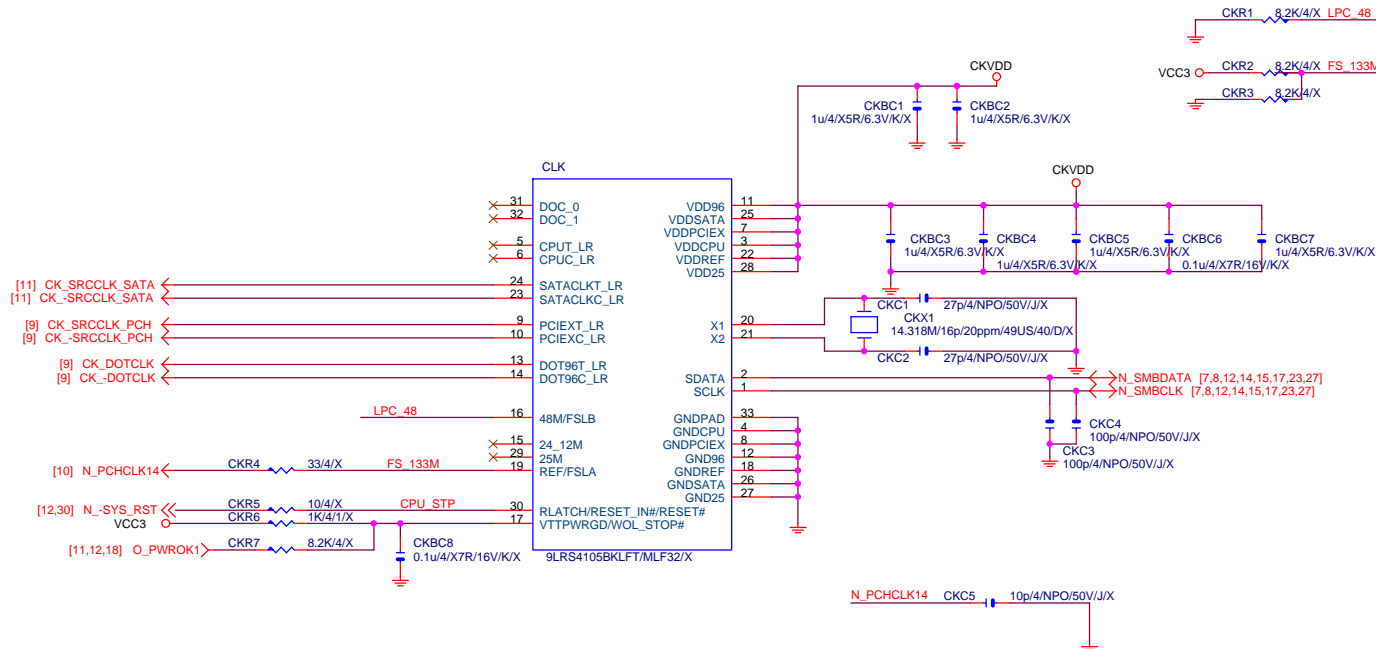 CKR1 8.2K/4/X LPC_48
VCC3 CKR2 8.2K/4/X FS_133M
CKR3 8.2K/4/X
CKVDD
CKBC1 CKBC2
1u/4/X5R/6.3V/K/X 1u/4/X5R/6.3V/K/X
CLK
CKVDD
31 DOC_0 VDD96 11
32 DOC_1 VDDSATA 25
VDDPCIEX 7
5 CPUT_LR VDDCPU 3
6 CPUC_LR VDDREF 22
VDD25 28
CKBC3 CKBC4 CKBC5 CKBC6 CKBC7
1u/4/X5R/6.3V/K/X 1u/4/X5R/6.3V/K/X 1u/4/X5R/6.3V/K/X 0.1u/4/X7R/16V/K/X 1u/4/X5R/6.3V/K/X
[11] CK_SRCCLK_SATA 24 SATACLKT_LR
[11] CK_-SRCCLK_SATA 23 SATACLKC_LR
CKC1 27p/4/NPO/50V/J/X
[9] CK_SRCCLK_PCH 9 PCIEXT_LR X1 20
[9] CK_-SRCCLK_PCH 10 PCIEXC_LR X2 21
CKX1
14.318M/16p/20ppm/49US/40/D/X
CKC2 27p/4/NPO/50V/J/X
[9] CK_DOTCLK 13 DOT96T_LR
[9] CK_-DOTCLK 14 DOT96C_LR
SDATA 2 N_SMBDATA [7,8,12,14,15,17,23,27]
SCLK 1 N_SMBCLK [7,8,12,14,15,17,23,27]
LPC_48 16 48M/FSLB
GNDPAD 33
GNDCPU 4
GNDPCIEX 8
GND96 12
GNDREF 18
GNDSATA 26
GND25 27
CKC4
100p/4/NPO/50V/J/X
CKC3
100p/4/NPO/50V/J/X
15 24_12M
29 25M
[10] N_PCHCLK14 CKR4 33/4/X FS_133M 19 REF/FSLA
[12,30] N_-SYS_RST CKR5 10/4/X CPU_STP 30 RLATCH/RESET_IN#/RESET#
VCC3 CKR6 1K/4/1/X 17 VTTPWRGD/WOL_STOP#
[11,12,18] O_PWROK1 CKR7 8.2K/4/X
CKBC8
0.1u/4/X7R/16V/K/X
9LRS4105BKLFT/MLF32/X
N_PCHCLK14 CKC5 10p/4/NPO/50V/J/X